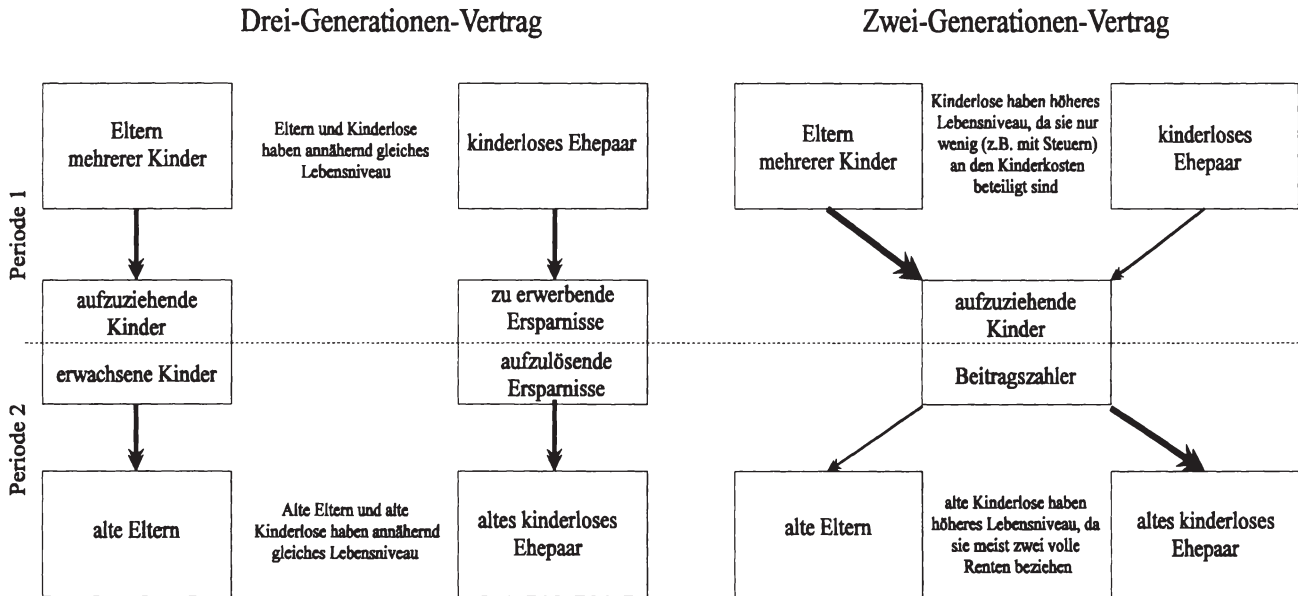 Drei-Generationen-Vertrag
Zwei-Generationen-Vertrag
Periode 1
Eltern
mehrerer Kinder
Eltern und Kinderlose
haben annähernd gleiches
Lebensniveau
kinderloses Ehepaar
aufzuziehende
Kinder
zu erwerbende
Ersparnisse
Eltern
mehrerer Kinder
Kinderlose haben höheres
Lebensniveau, da sie nur
wenig (z.B. mit Steuern)
an den Kinderkosten
beteiligt sind
kinderloses
Ehepaar
aufzuziehende
Kinder
Periode 2
erwachsene Kinder
aufzulösende
Ersparnisse
alte Eltern
Alte Eltern und alte
Kinderlose haben annähernd
gleiches Lebensniveau
altes kinderloses
Ehepaar
Beitragszahler
alte Eltern
alte Kinderlose haben
höheres Lebensniveau, da
sie meist zwei volle
Renten beziehen
altes kinderloses
Ehepaar